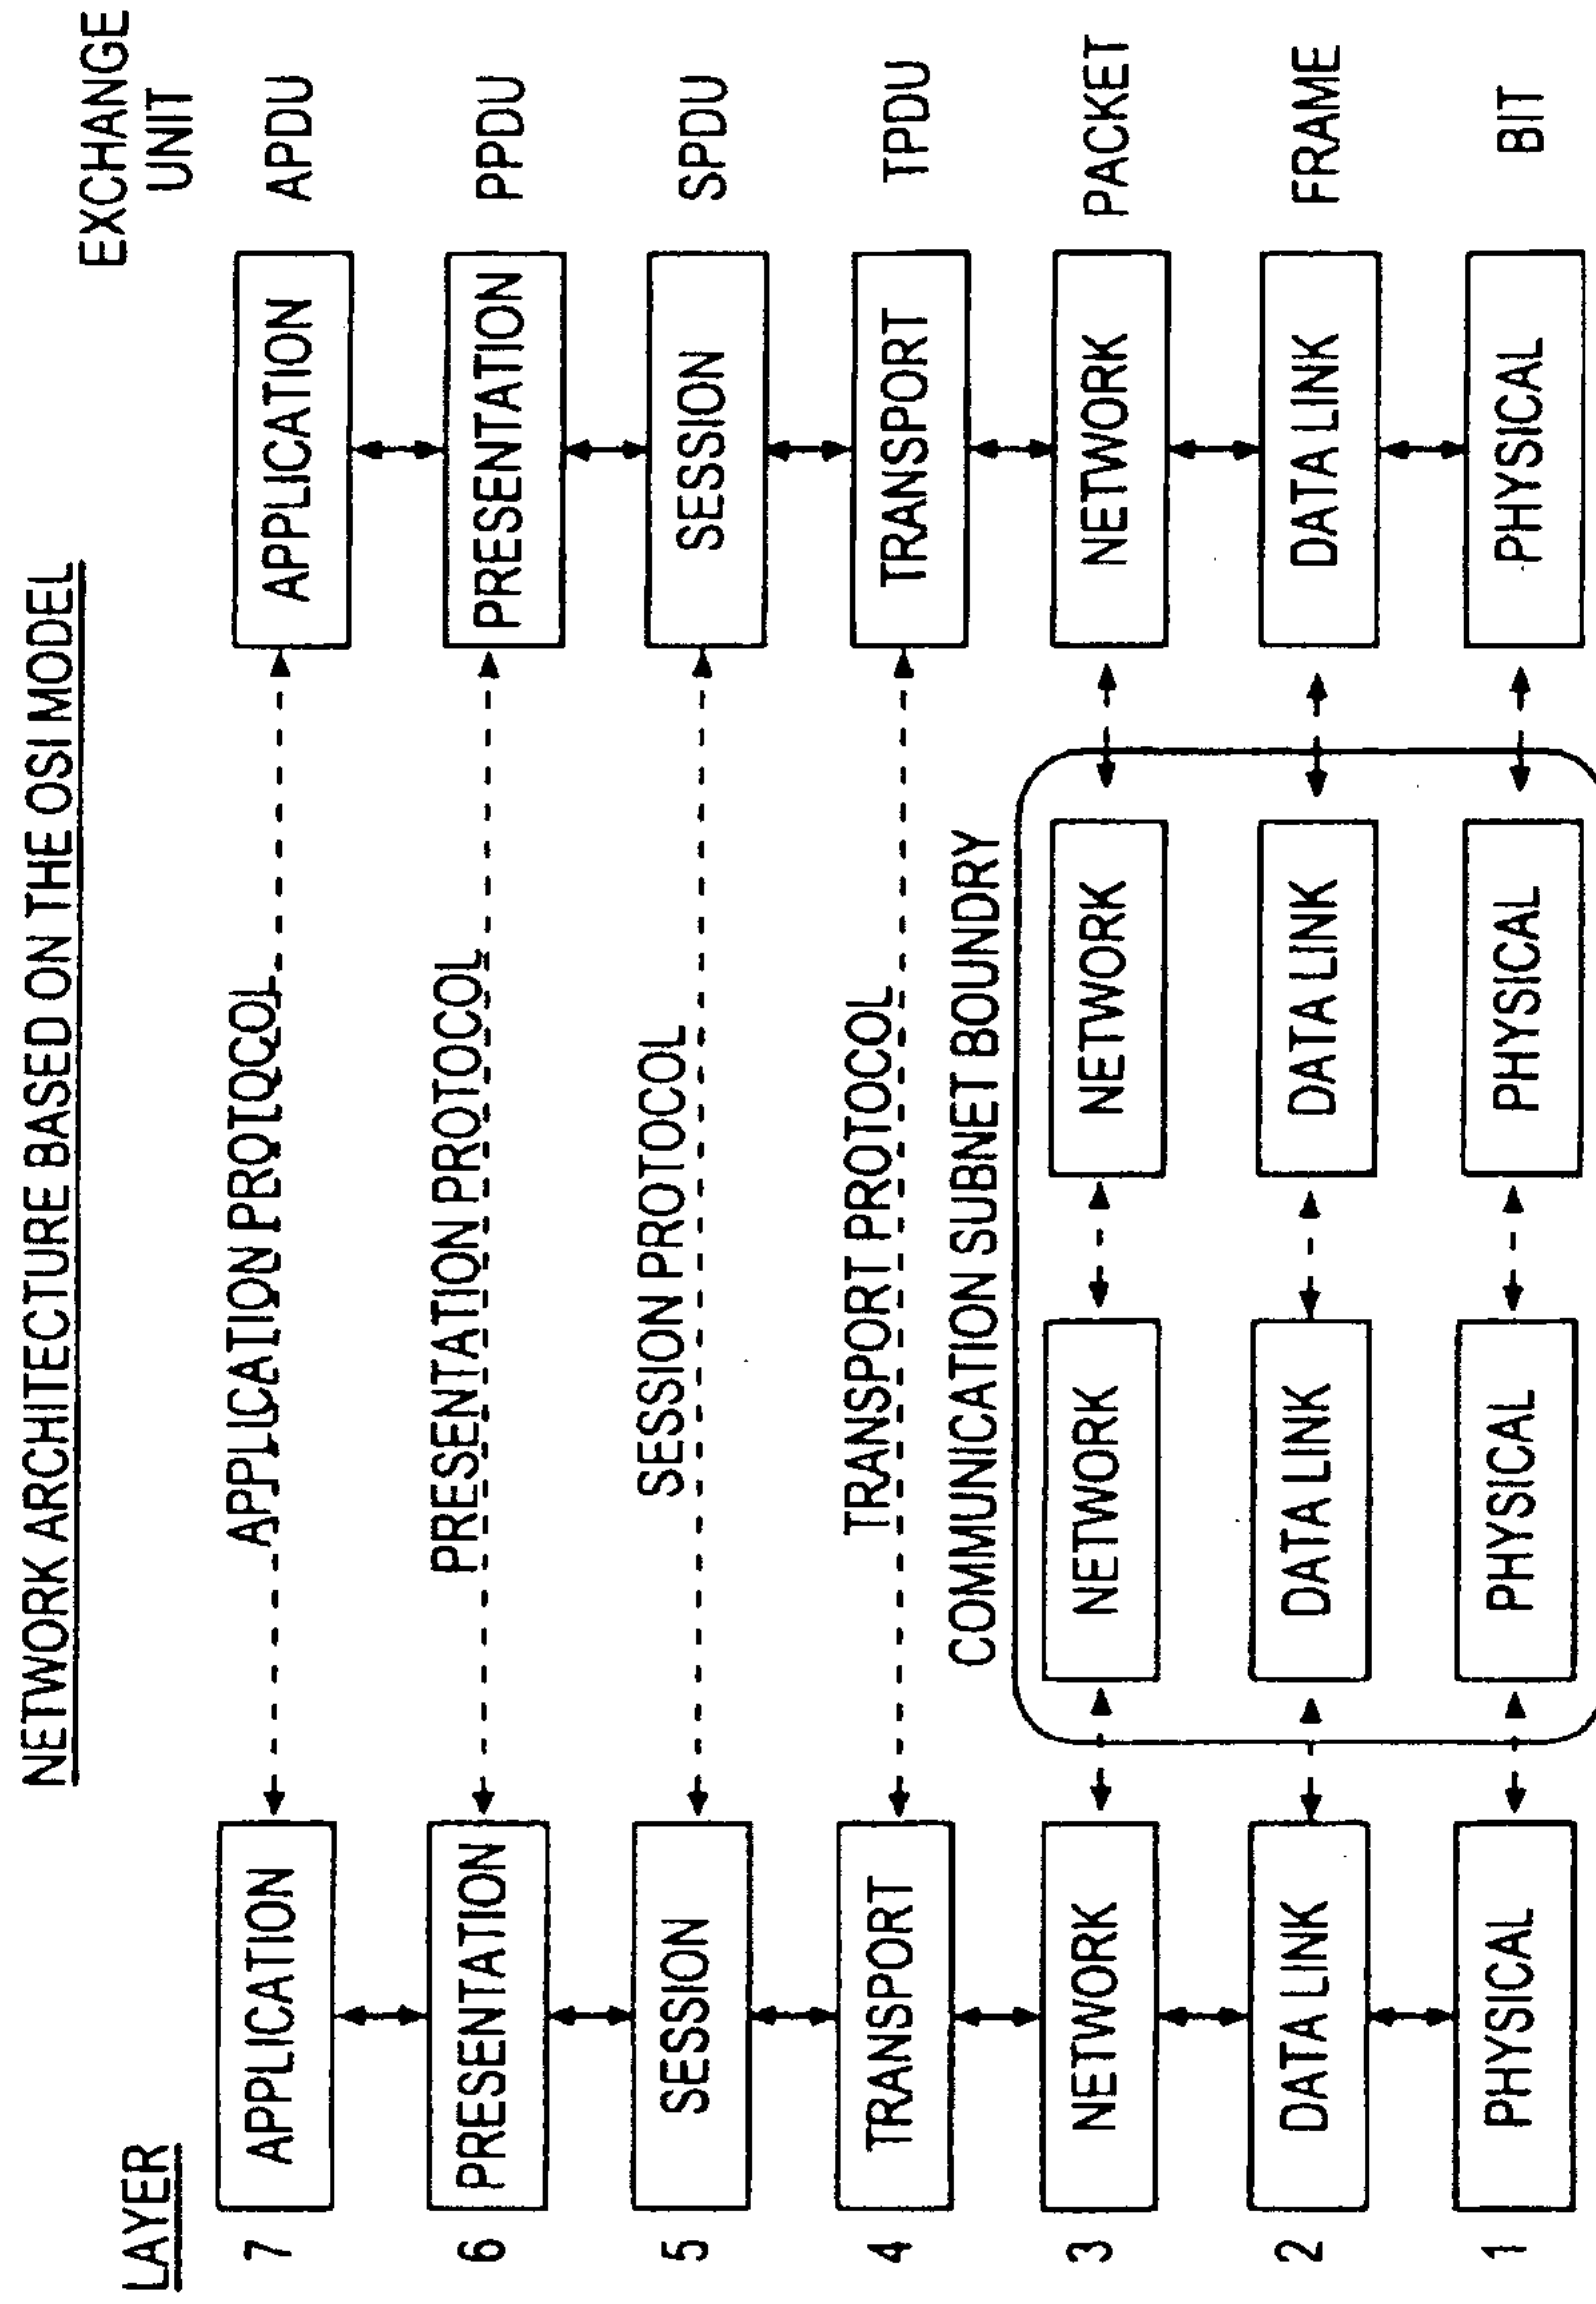 NETWORK ARCHITECTURE BASED ON THE OSI MODEL
LAYER
EXCHANGE
UNIT
7
APPLICATION
APPLICATION PROTOCOL
APPLICATION
APDU
6
PRESENTATION
PRESENTATION PROTOCOL
PRESENTATION
PPDU
5
SESSION
SESSION PROTOCOL
SESSION
SPDU
4
TRANSPORT
TRANSPORT PROTOCOL
TRANSPORT
TPDU
COMMUNICATION SUBNET BOUNDRY
3
NETWORK
NETWORK
NETWORK
NETWORK
PACKET
2
DATA LINK
DATA LINK
DATA LINK
DATA LINK
FRAME
1
PHYSICAL
PHYSICAL
PHYSICAL
PHYSICAL
BIT